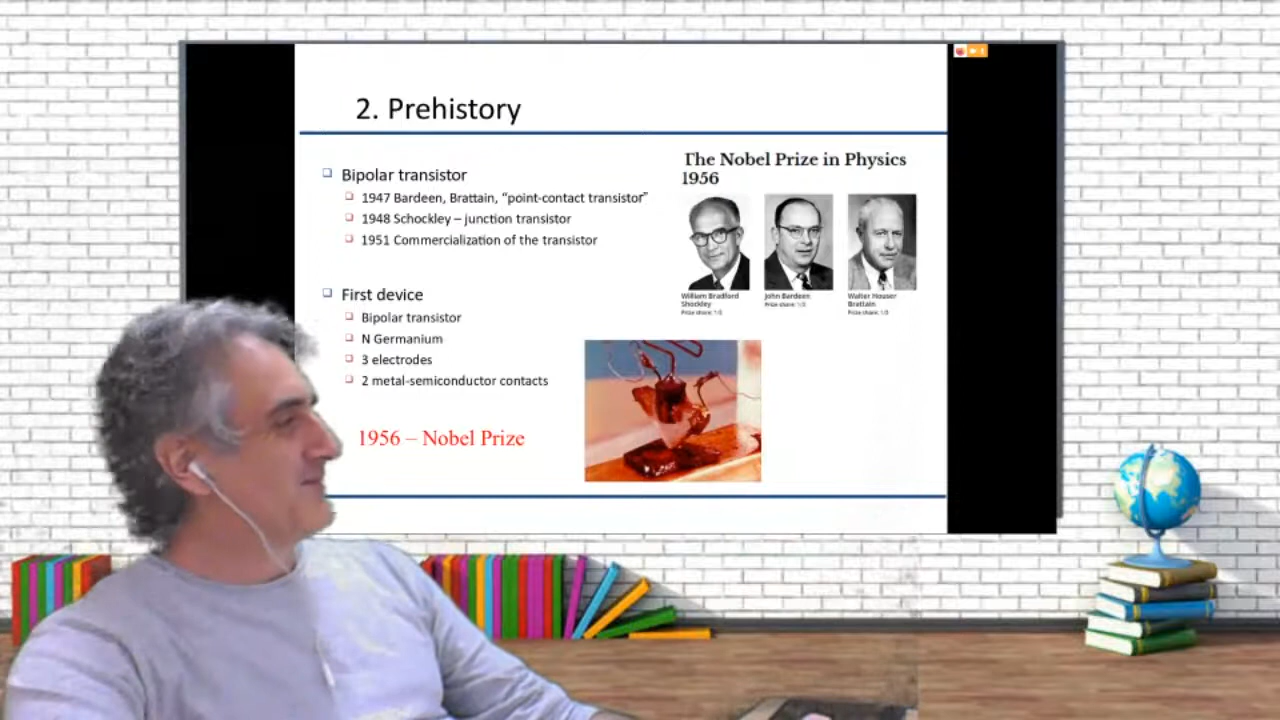 2. Prehistory
Bipolar transistor
1947 Bardeen, Brattain, “point-contact transistor”
1948 Schockley – junction transistor
1951 Commercialization of the transistor
First device
Bipolar transistor
N Germanium
3 electrodes
2 metal-semiconductor contacts
1956 – Nobel Prize
The Nobel Prize in Physics
1956
William Bradford
Shockley
Prize share: 1/3
John Bardeen
Prize share: 1/3
Walter Houser
Brattain
Prize share: 1/3